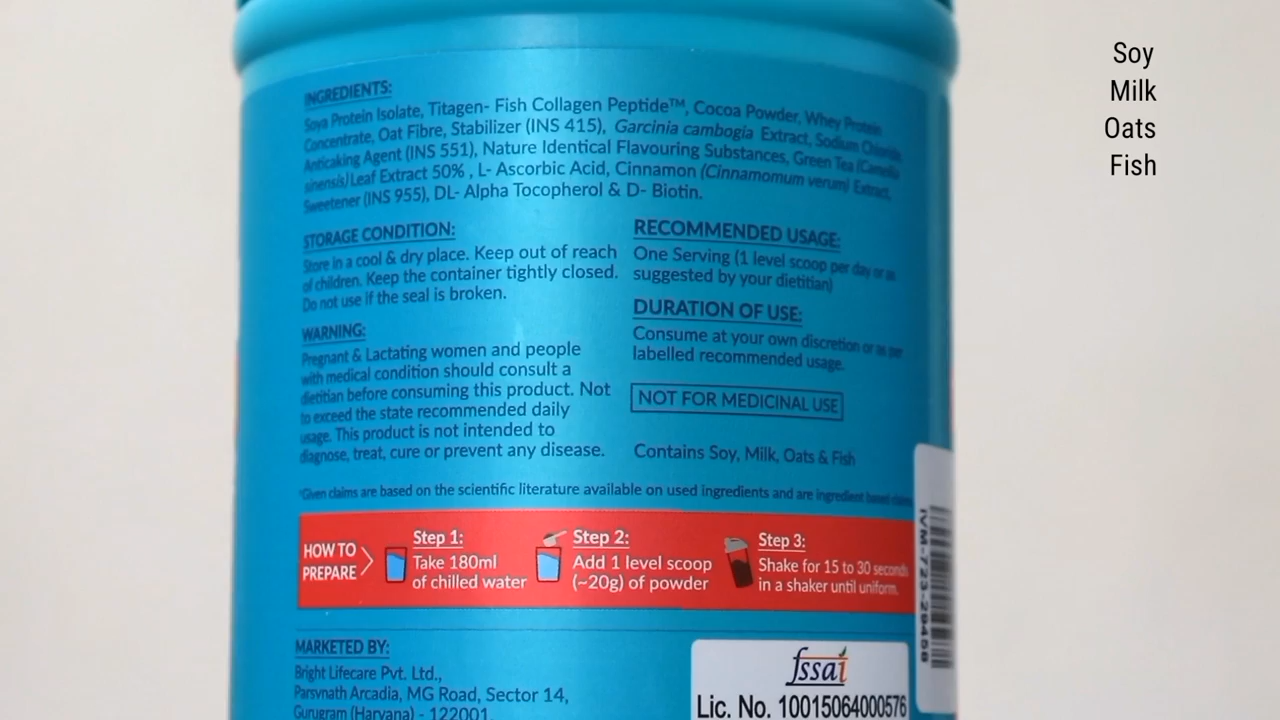 INGREDIENTS:
Soya Protein Isolate, Titagen- Fish Collagen Peptide™, Cocoa Powder, Whey Protein
Concentrate, Oat Fibre, Stabilizer (INS 415), Garcinia cambogia Extract, Sodium Chloride,
Anticaking Agent (INS 551), Nature Identical Flavouring Substances, Green Tea (Camellia
sinensis) Leaf Extract 50% , L- Ascorbic Acid, Cinnamon (Cinnamomum verum) Extract,
Sweetener (INS 955), DL- Alpha Tocopherol & D- Biotin.
STORAGE CONDITION:
Store in a cool & dry place. Keep out of reach
of children. Keep the container tightly closed.
Do not use if the seal is broken.
WARNING:
Pregnant & Lactating women and people
with medical condition should consult a
dietitian before consuming this product. Not
to exceed the state recommended daily
usage. This product is not intended to
diagnose, treat, cure or prevent any disease.
RECOMMENDED USAGE:
One Serving (1 level scoop per day or as
suggested by your dietitian)
DURATION OF USE:
Consume at your own discretion or as per
labelled recommended usage.
NOT FOR MEDICINAL USE
Contains Soy, Milk, Oats & Fish
Given claims are based on the scientific literature available on used ingredients and are ingredient based claims
HOW TO
PREPARE
Step 1:
Take 180ml
of chilled water
Step 2:
Add 1 level scoop
(~20g) of powder
Step 3:
Shake for 15 to 30 seconds
in a shaker until uniform.
MARKETED BY:
Bright Lifecare Pvt. Ltd.,
Parsvnath Arcadia, MG Road, Sector 14,
Gurugram (Haryana) - 122001.
fssai
Lic. No. 10015064000576
IVM-723-29458
Soy
Milk
Oats
Fish